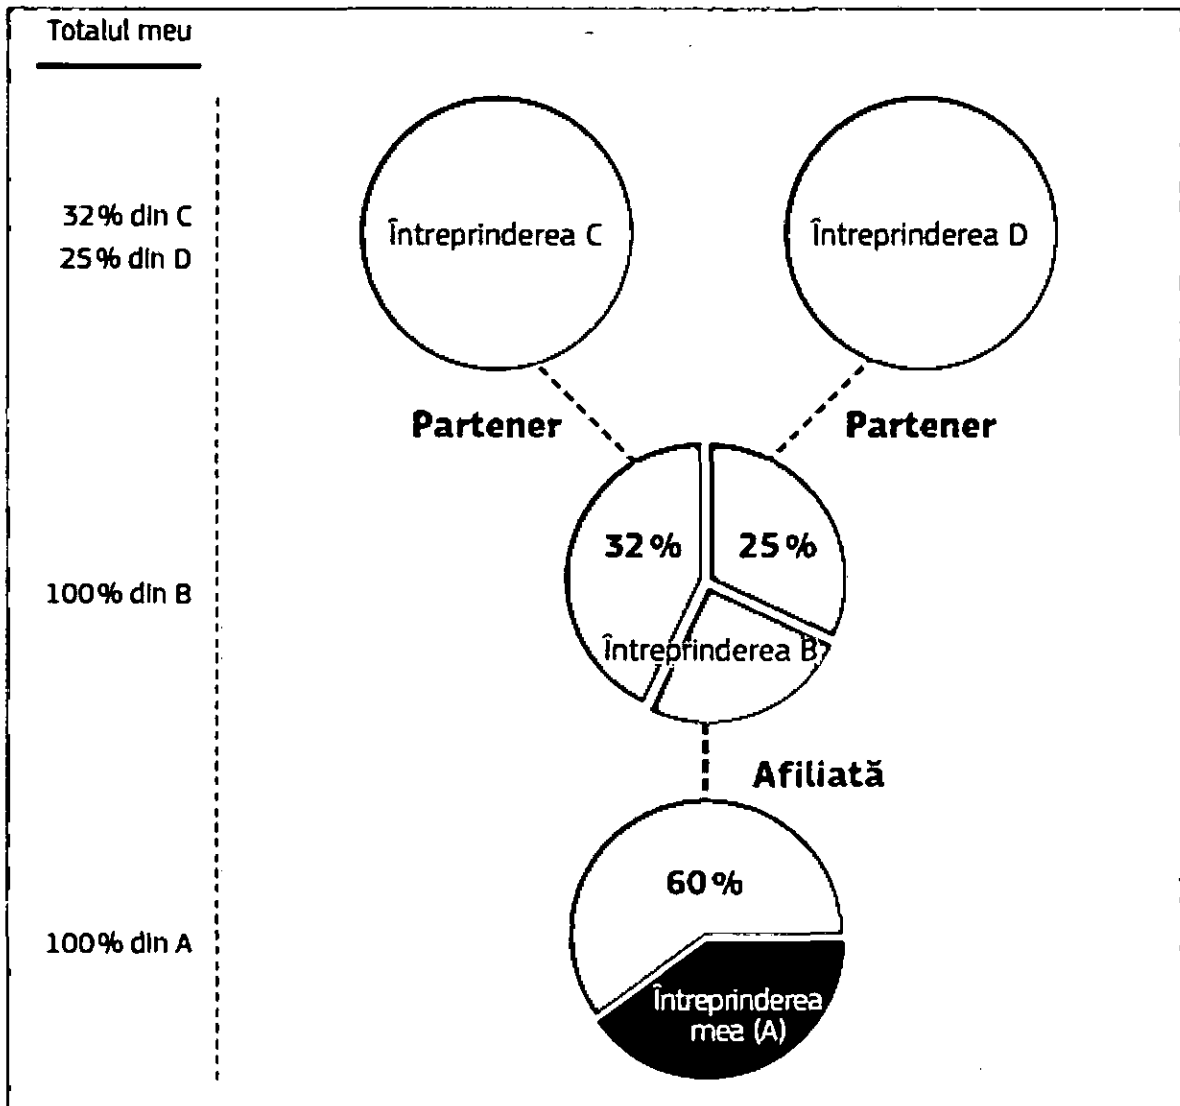 Totalul meu
32% din C
25% din D
Întreprinderea C
Întreprinderea D
Partener
Partener
32%
25%
100% din B
Întreprinderea B
Afiliată
60%
100% din A
Întreprinderea
mea (A)